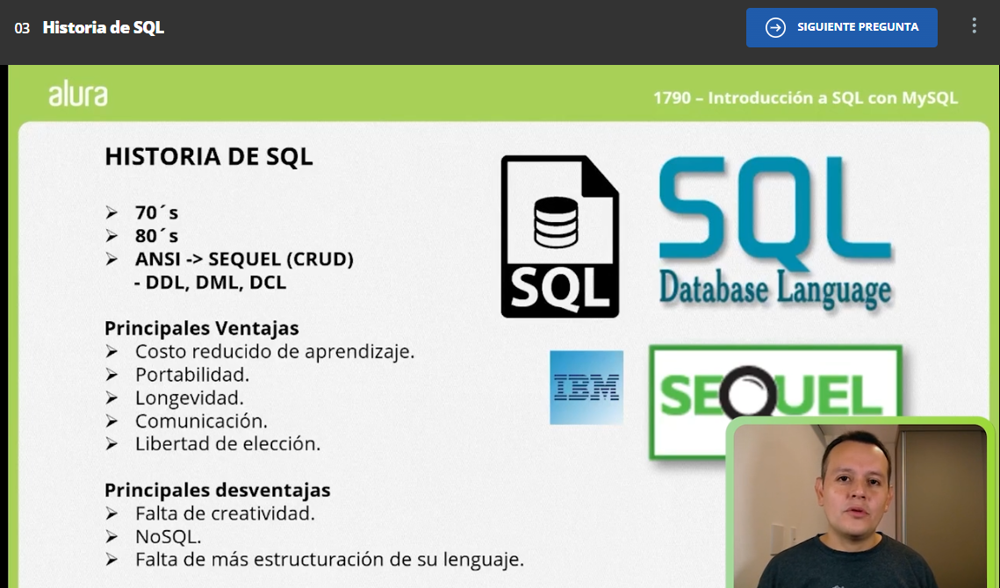 03 Historia de SQL
SIGUIENTE PREGUNTA
alura
1790 – Introducción a SQL con MySQL
HISTORIA DE SQL
➢ 70´s
➢ 80´s
➢ ANSI -> SEQUEL (CRUD)
- DDL, DML, DCL
Principales Ventajas
➢ Costo reducido de aprendizaje.
➢ Portabilidad.
➢ Longevidad.
➢ Comunicación.
➢ Libertad de elección.
Principales desventajas
➢ Falta de creatividad.
➢ NoSQL.
➢ Falta de más estructuración de su lenguaje.
SQL
SQL
Database Language
IBM
SEQUEL